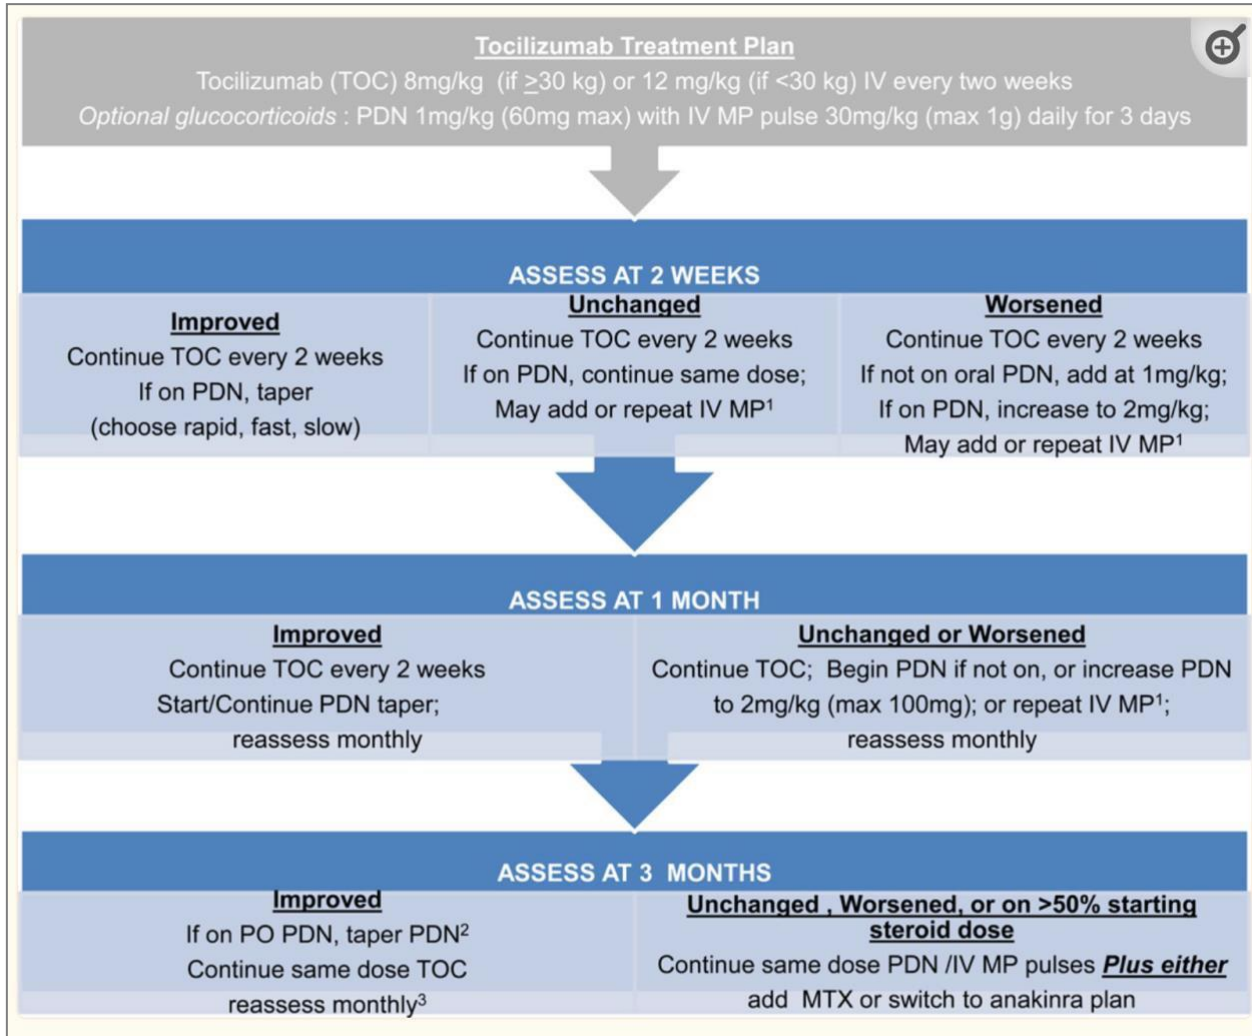 Tocilizumab Treatment Plan
Tocilizumab (TOC) 8mg/kg (if ≥30 kg) or 12 mg/kg (if <30 kg) IV every two weeks
Optional glucocorticoids : PDN 1mg/kg (60mg max) with IV MP pulse 30mg/kg (max 1g) daily for 3 days
ASSESS AT 2 WEEKS
Improved
Continue TOC every 2 weeks
If on PDN, taper
(choose rapid, fast, slow)
Unchanged
Continue TOC every 2 weeks
If on PDN, continue same dose;
May add or repeat IV MP¹
Worsened
Continue TOC every 2 weeks
If not on oral PDN, add at 1mg/kg;
If on PDN, increase to 2mg/kg;
May add or repeat IV MP¹
ASSESS AT 1 MONTH
Improved
Continue TOC every 2 weeks
Start/Continue PDN taper;
reassess monthly
Unchanged or Worsened
Continue TOC; Begin PDN if not on, or increase PDN
to 2mg/kg (max 100mg); or repeat IV MP¹;
reassess monthly
ASSESS AT 3 MONTHS
Improved
If on PO PDN, taper PDN²
Continue same dose TOC
reassess monthly³
Unchanged , Worsened, or on >50% starting
steroid dose
Continue same dose PDN /IV MP pulses Plus either
add MTX or switch to anakinra plan